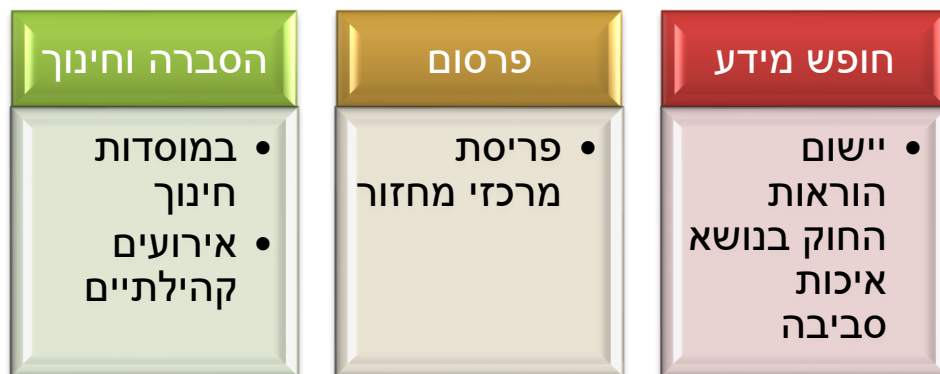 חופש מידע
• יישום
הוראות
החוק בנושא
איכות
סביבה
פרסום
• פריסת
מרכזי מחזור
הסברה וחינוך
• במוסדות
חינוך
• אירועים
קהילתיים